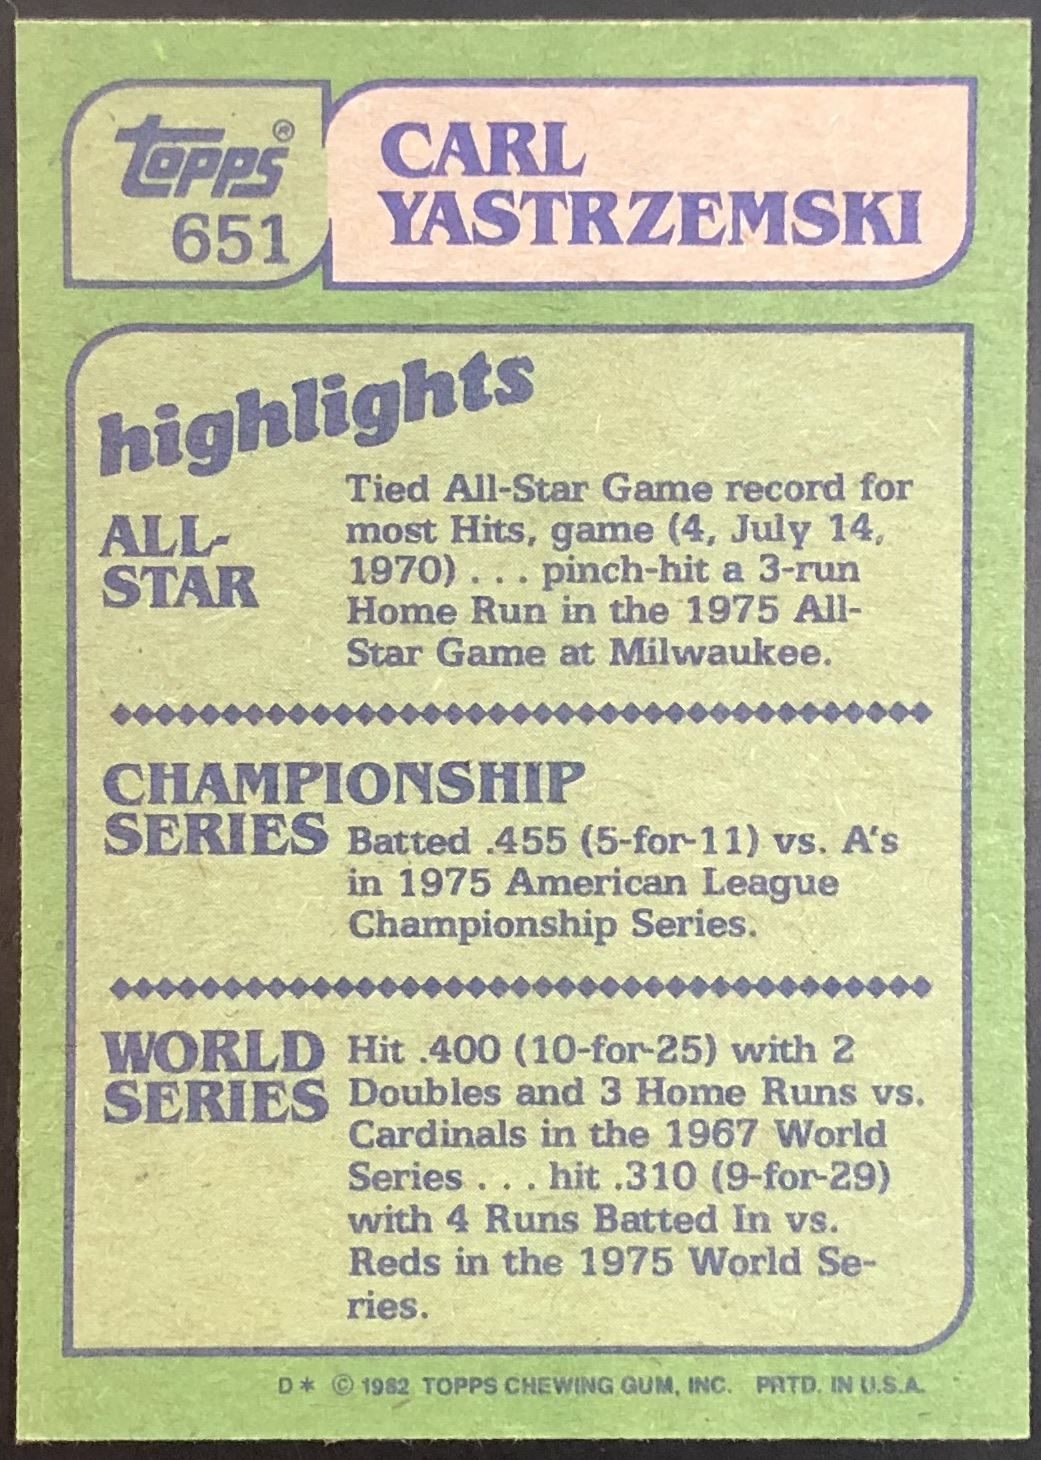 topps®
651
CARL
YASTRZEMSKI
highlights
ALL-
STAR
Tied All-Star Game record for
most Hits, game (4, July 14,
1970) . . . pinch-hit a 3-run
Home Run in the 1975 All-
Star Game at Milwaukee.
CHAMPIONSHIP
SERIES
Batted .455 (5-for-11) vs. A's
in 1975 American League
Championship Series.
WORLD
SERIES
Hit .400 (10-for-25) with 2
Doubles and 3 Home Runs vs.
Cardinals in the 1967 World
Series . . . hit .310 (9-for-29)
with 4 Runs Batted In vs.
Reds in the 1975 World Se-
ries.
D* © 1982 TOPPS CHEWING GUM, INC. PRTD. IN U.S.A.